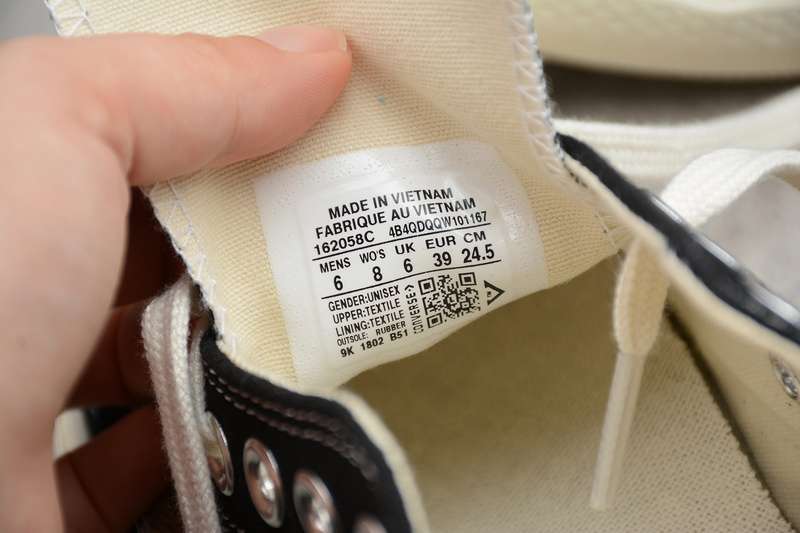 MADE IN VIETNAM
FABRIQUE AU VIETNAM
162058C 4B4QDQQW101167
MENS WO'S UK EUR CM
6 8 6 39 24.5
GENDER:UNISEX
UPPER:TEXTILE
LINING:TEXTILE
OUTSOLE: RUBBER
9K 1802 B51
CONVERSE>